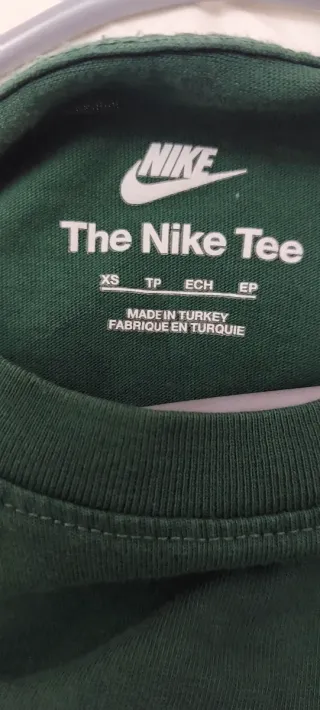 NIKE
The Nike Tee
XS TP ECH EP
MADE IN TURKEY
FABRIQUE EN TURQUIE